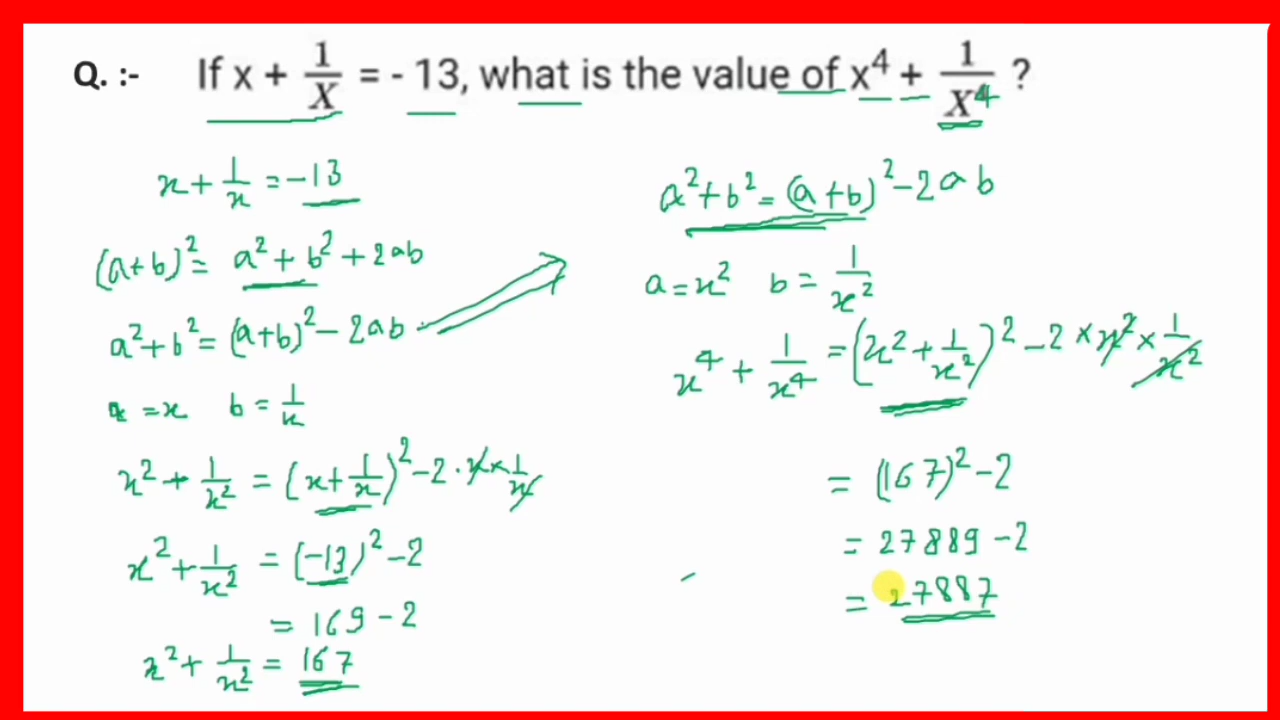 Q. :- If x + 1/X = - 13, what is the value of x⁴ + 1/X⁴ ?
x + 1/x = -13
(a+b)² = a² + b² + 2ab
a² + b² = (a+b)² - 2ab
a = x b = 1/x
x² + 1/x² = (x + 1/x)² - 2 · x × 1/x
x² + 1/x² = (-13)² - 2
= 169 - 2
x² + 1/x² = 167
a² + b² = (a + b)² - 2ab
a = x² b = 1/x²
x⁴ + 1/x⁴ = (x² + 1/x²)² - 2 × x² × 1/x²
= (167)² - 2
= 27889 - 2
= 27887